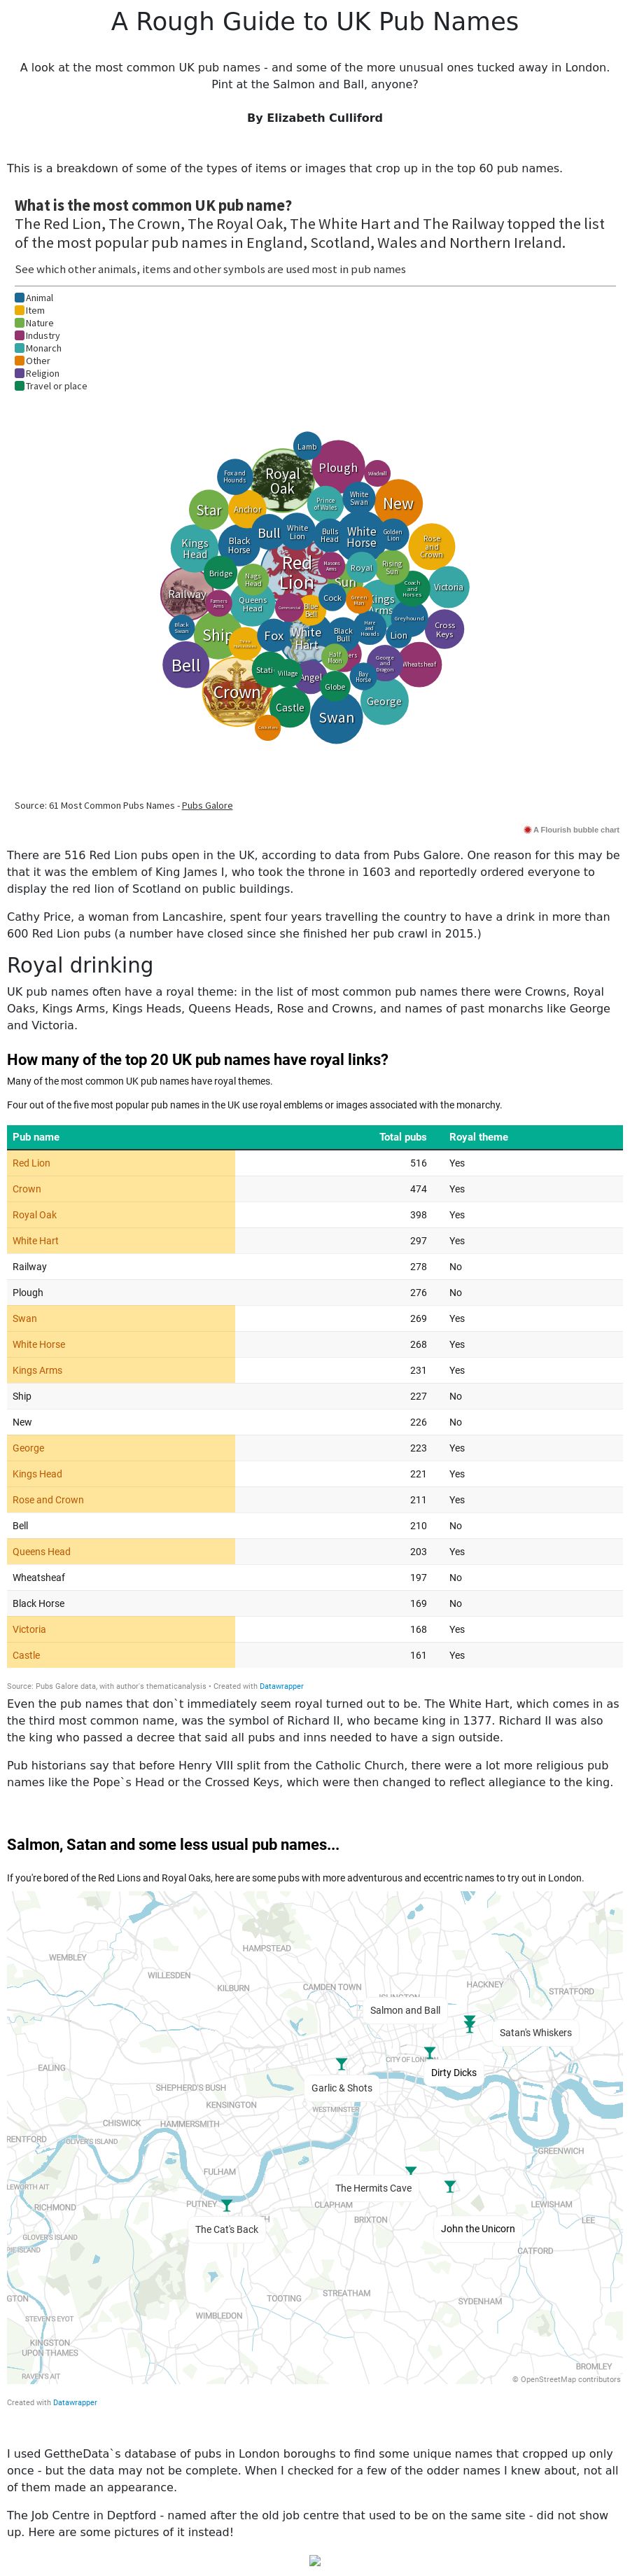 A Rough Guide to UK Pub Names
A look at the most common UK pub names - and some of the more unusual ones tucked away in London.
Pint at the Salmon and Ball, anyone?
By Elizabeth Culliford
This is a breakdown of some of the types of items or images that crop up in the top 60 pub names.
What is the most common UK pub name?
The Red Lion, The Crown, The Royal Oak, The White Hart and The Railway topped the list
of the most popular pub names in England, Scotland, Wales and Northern Ireland.
See which other animals, items and other symbols are used most in pub names
Animal
Item
Nature
Industry
Monarch
Other
Religion
Travel or place
Lamb
Plough
Windmill
Fox and
Hounds
Royal
Oak
Star
Anchor
Prince
of Wales
White
Swan
New
Kings
Head
Black
Horse
Bull
White
Lion
Bulls
Head
White
Horse
Golden
Lion
Rose
and
Crown
Railway
Bridge
Nags
Head
Red
Lion
Masons
Arms
Sun
Royal
Rising
Sun
Coach
and
Horses
Victoria
Farmers
Arms
Queens
Head
Commercial
Blue
Bell
Cock
Green
Man
Kings
Arms
Greyhound
Black
Swan
Ship
Three
Horseshoes
Fox
White
Hart
Black
Bull
Hare
and
Hounds
Lion
Cross
Keys
Bell
Stati
Village
Angel
Half
Moon
ers
Bay
Horse
George
and
Dragon
Wheatsheaf
Crown
Castle
Globe
Swan
George
Cricketers
Source: 61 Most Common Pubs Names - Pubs Galore
A Flourish bubble chart
There are 516 Red Lion pubs open in the UK, according to data from Pubs Galore. One reason for this may be
that it was the emblem of King James I, who took the throne in 1603 and reportedly ordered everyone to
display the red lion of Scotland on public buildings.
Cathy Price, a woman from Lancashire, spent four years travelling the country to have a drink in more than
600 Red Lion pubs (a number have closed since she finished her pub crawl in 2015.)
Royal drinking
UK pub names often have a royal theme: in the list of most common pub names there were Crowns, Royal
Oaks, Kings Arms, Kings Heads, Queens Heads, Rose and Crowns, and names of past monarchs like George
and Victoria.
How many of the top 20 UK pub names have royal links?
Many of the most common UK pub names have royal themes.
Four out of the five most popular pub names in the UK use royal emblems or images associated with the monarchy.
Pub name Total pubs Royal theme
Red Lion 516 Yes
Crown 474 Yes
Royal Oak 398 Yes
White Hart 297 Yes
Railway 278 No
Plough 276 No
Swan 269 Yes
White Horse 268 Yes
Kings Arms 231 Yes
Ship 227 No
New 226 No
George 223 Yes
Kings Head 221 Yes
Rose and Crown 211 Yes
Bell 210 No
Queens Head 203 Yes
Wheatsheaf 197 No
Black Horse 169 No
Victoria 168 Yes
Castle 161 Yes
Source: Pubs Galore data, with author's thematicanalysis • Created with Datawrapper
Even the pub names that don`t immediately seem royal turned out to be. The White Hart, which comes in as
the third most common name, was the symbol of Richard II, who became king in 1377. Richard II was also
the king who passed a decree that said all pubs and inns needed to have a sign outside.
Pub historians say that before Henry VIII split from the Catholic Church, there were a lot more religious pub
names like the Pope`s Head or the Crossed Keys, which were then changed to reflect allegiance to the king.
Salmon, Satan and some less usual pub names...
If you're bored of the Red Lions and Royal Oaks, here are some pubs with more adventurous and eccentric names to try out in London.
HAMPSTEAD
WEMBLEY
WILLESDEN
KILBURN
CAMDEN TOWN
HACKNEY
STRATFORD
ISLINGTON
Salmon and Ball
Satan's Whiskers
CITY OF LONDON
Dirty Dicks
EALING
SHEPHERD'S BUSH
Garlic & Shots
KENSINGTON
WESTMINSTER
CHISWICK
HAMMERSMITH
RENTFORD
OLIVER'S ISLAND
GREENWICH
FULHAM
LEWORTH AIT
The Hermits Cave
RICHMOND
PUTNEY
CLAPHAM
LEWISHAM
BRIXTON
LEE
The Cat's Back
TH
John the Unicorn
GLOVER'S ISLAND
PIE ISLAND
CATFORD
GTON
TOOTING
STREATHAM
SYDENHAM
WIMBLEDON
STEVEN'S EYOT
KINGSTON
UPON THAMES
BROMLEY
RAVEN'S AIT
© OpenStreetMap contributors
Created with Datawrapper
I used GettheData`s database of pubs in London boroughs to find some unique names that cropped up only
once - but the data may not be complete. When I checked for a few of the odder names I knew about, not all
of them made an appearance.
The Job Centre in Deptford - named after the old job centre that used to be on the same site - did not show
up. Here are some pictures of it instead!